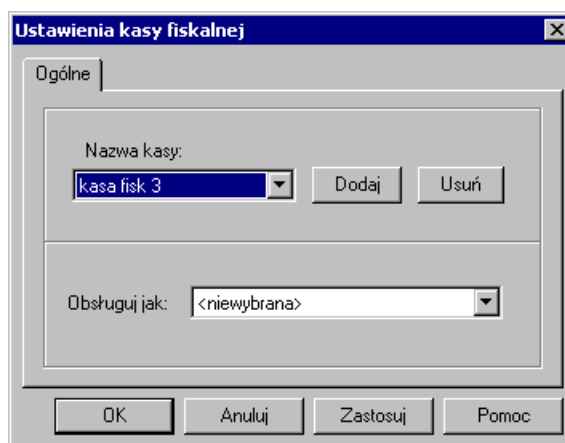 Ustawienia kasy fiskalnej
Ogólne
Nazwa kasy:
kasa fisk 3
Dodaj
Usuń
Obsługuj jak:
<niewybrana>
OK
Anuluj
Zastosuj
Pomoc